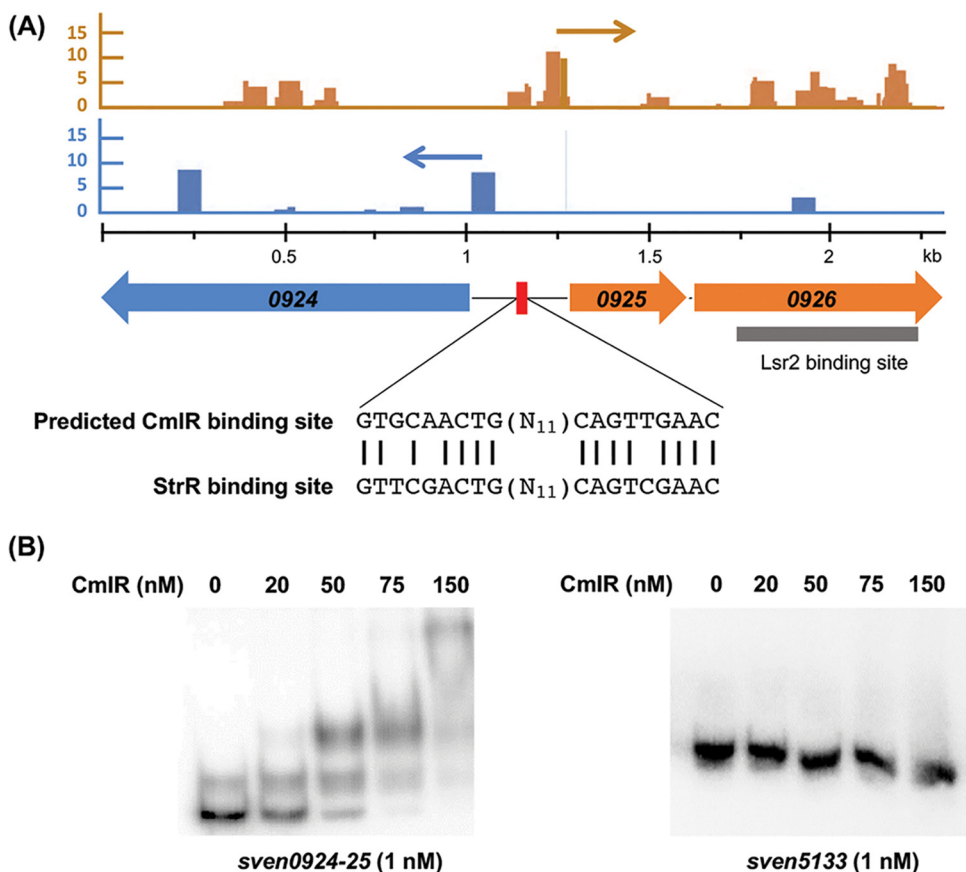 (A)
15
10
5
0
15
10
5
0
0.5 1 1.5 2 kb
0924 0925 0926
Lsr2 binding site
Predicted CmlR binding site GTGCAACTG(N11)CAGTTGAAC
StrR binding site GTTCGACTG(N11)CAGTCGAAC
(B)
CmlR (nM) 0 20 50 75 150 CmlR (nM) 0 20 50 75 150
sven0924-25 (1 nM) sven5133 (1 nM)